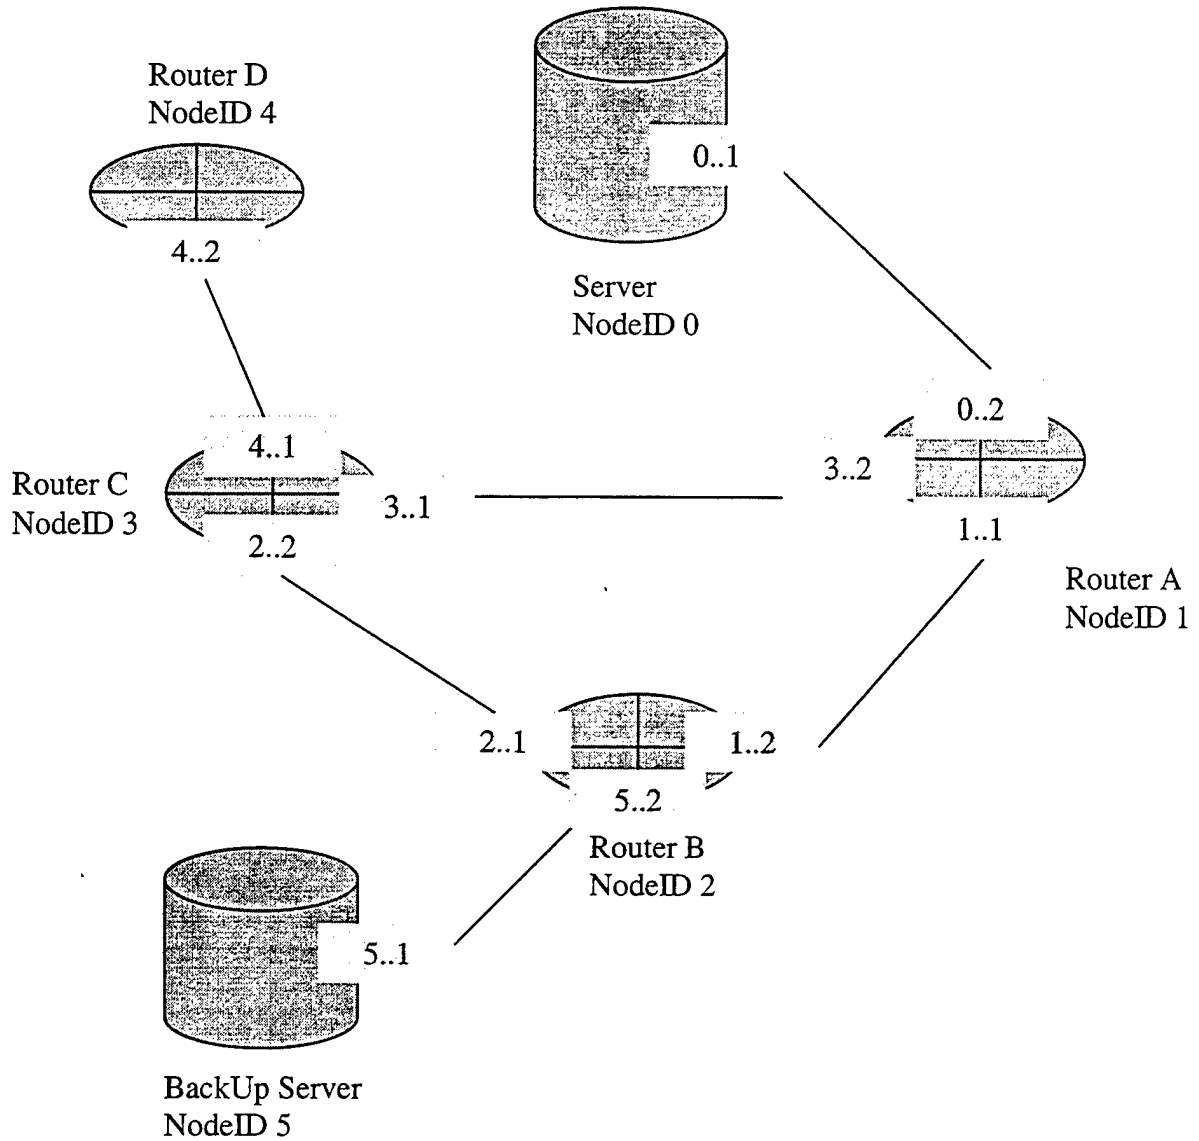 Router D
NodeID 4
4..2
0..1
Server
NodeID 0
0..2
3..2
1..1
Router A
NodeID 1
4..1
Router C
NodeID 3
3..1
2..2
2..1
1..2
5..2
Router B
NodeID 2
5..1
BackUp Server
NodeID 5